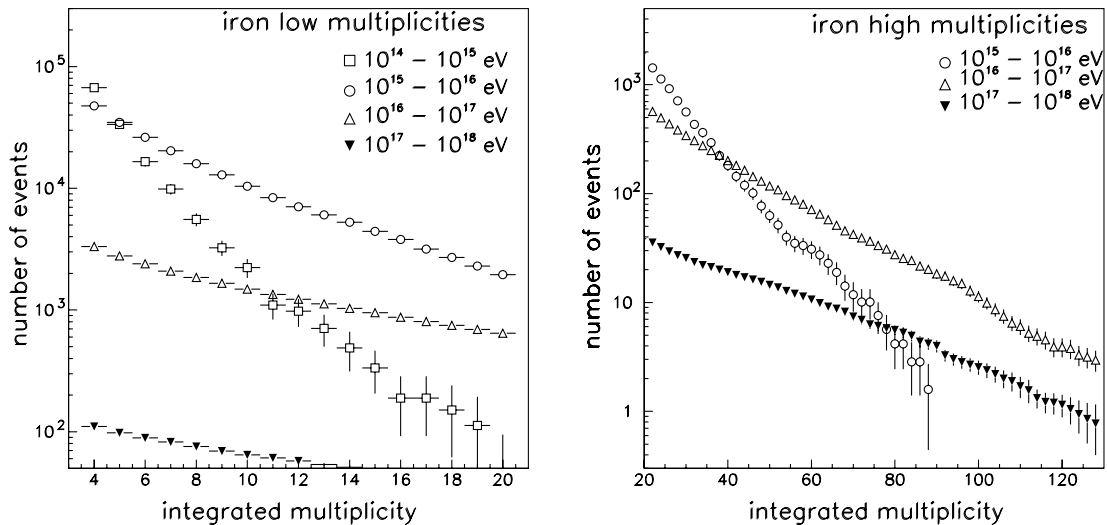 iron low multiplicities
10¹⁴ – 10¹⁵ eV
10¹⁵ – 10¹⁶ eV
10¹⁶ – 10¹⁷ eV
10¹⁷ – 10¹⁸ eV
number of events
10⁵
10⁴
10³
10²
4 6 8 10 12 14 16 18 20
integrated multiplicity
iron high multiplicities
10¹⁵ – 10¹⁶ eV
10¹⁶ – 10¹⁷ eV
10¹⁷ – 10¹⁸ eV
number of events
10³
10²
10
1
20 40 60 80 100 120
integrated multiplicity